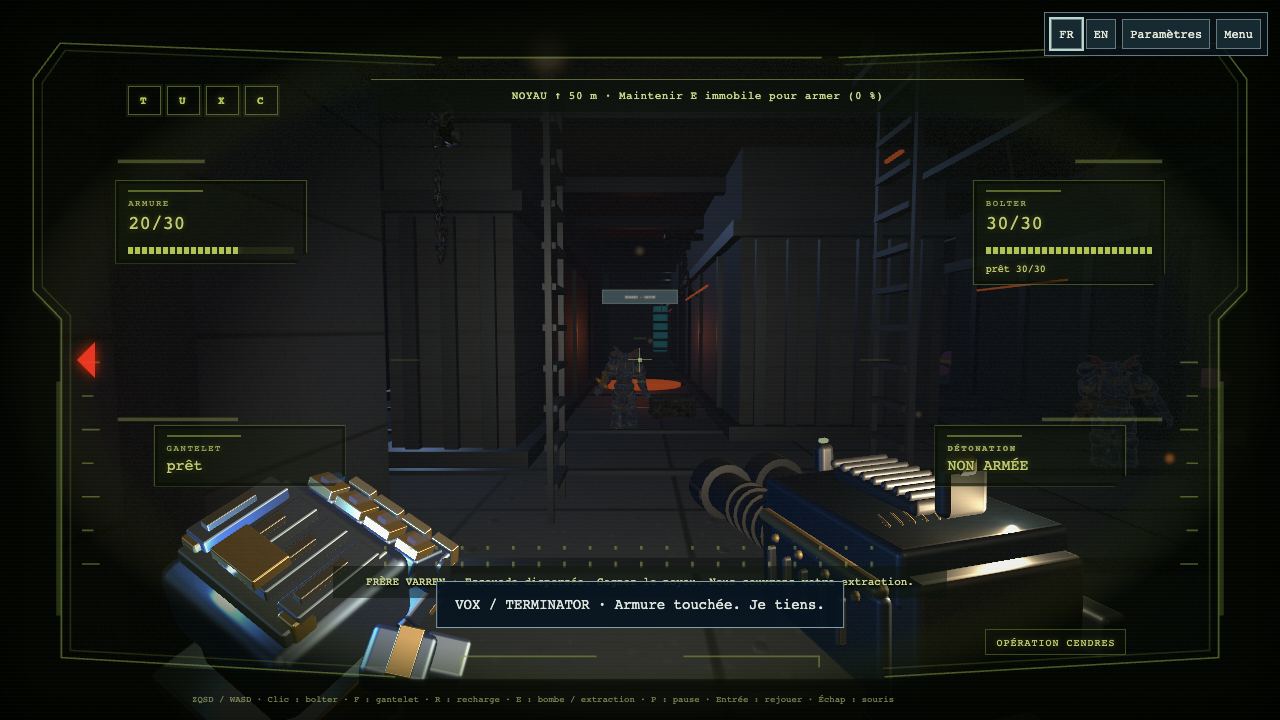 FR EN Paramètres Menu
T U X C
NOYAU ↑ 50 m · Maintenir E immobile pour armer (0 %)
ARMURE
20/30
BOLTER
30/30
prêt 30/30
GANTELET
prêt
DÉTONATION
NON ARMÉE
FRÈRE VARREN extraction.
VOX / TERMINATOR · Armure touchée. Je tiens.
OPÉRATION CENDRES
ZQSD / WASD · Clic : bolter · F : gantelet · R : recharge · E : bombe / extraction · P : pause · Entrée : rejouer · Échap : souris